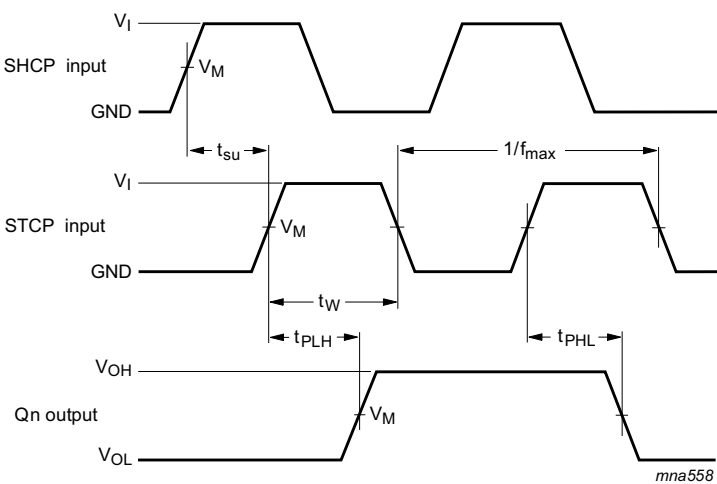 VI
SHCP input
VM
GND
tsu
1/fmax
VI
STCP input
VM
GND
tW
tPLH
tPHL
VOH
Qn output
VM
VOL
mna558